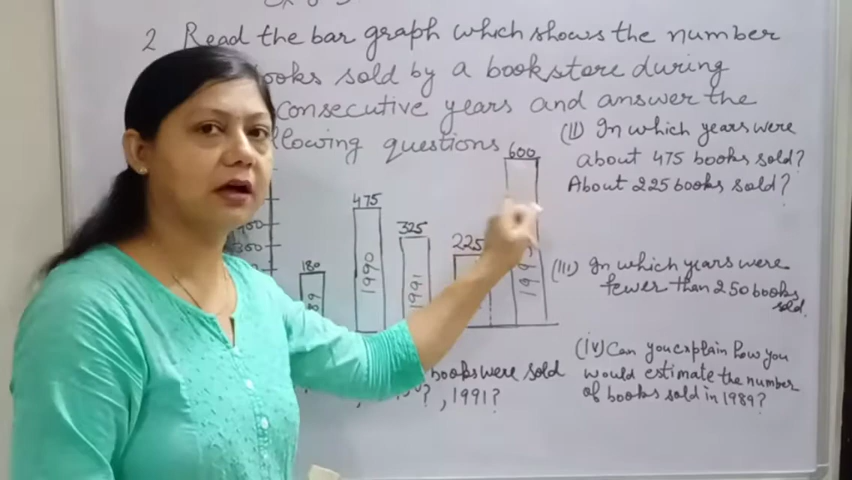 2 Read the bar graph which shows the number
books sold by a bookstore during
consecutive years and answer the
following questions
(II) In which years were
about 475 books sold?
About 225 books sold?
600
475
325
225
180
300
89
1990
1991
(III) In which years were
fewer than 250 books
sold.
books were sold
, 1991?
(iv) Can you explain how you
would estimate the number
of books sold in 1989?